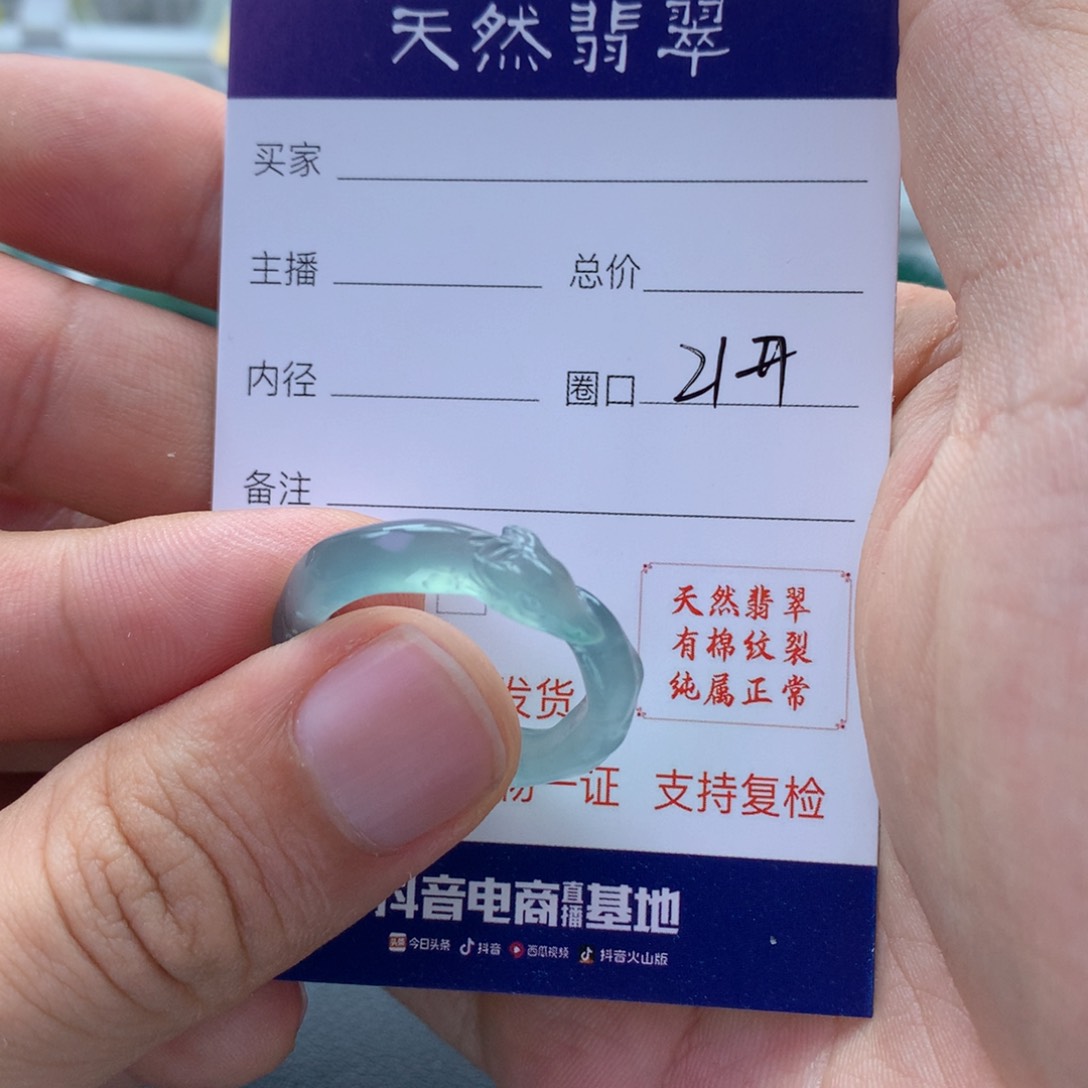 天然翡翠
买家
主播 总价
内径 圈口 21
备注
天然翡翠
有棉纹裂
纯属正常
发货
一证 支持复检
抖音电商直播基地
头条 今日头条 抖音 西瓜视频 抖音火山版